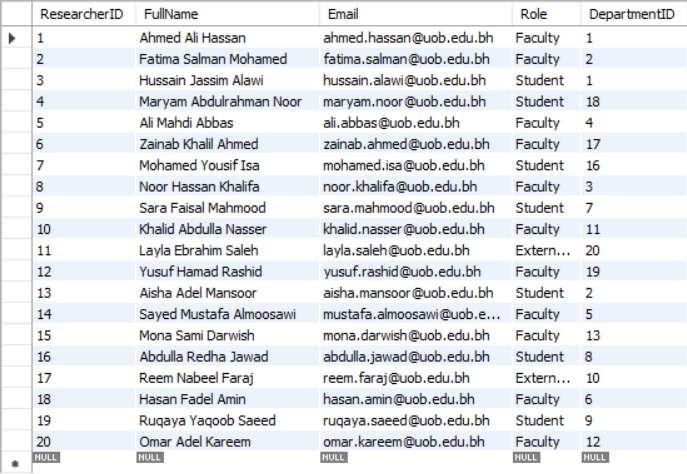 ResearcherID FullName Email Role DepartmentID
1 Ahmed Ali Hassan ahmed.hassan@uob.edu.bh Faculty 1
2 Fatima Salman Mohamed fatima.salman@uob.edu.bh Faculty 2
3 Hussain Jassim Alawi hussain.alawi@uob.edu.bh Student 1
4 Maryam Abdulrahman Noor maryam.noor@uob.edu.bh Student 18
5 Ali Mahdi Abbas ali.abbas@uob.edu.bh Faculty 4
6 Zainab Khalil Ahmed zainab.ahmed@uob.edu.bh Faculty 17
7 Mohamed Yousif Isa mohamed.isa@uob.edu.bh Student 16
8 Noor Hassan Khalifa noor.khalifa@uob.edu.bh Faculty 3
9 Sara Faisal Mahmood sara.mahmood@uob.edu.bh Student 7
10 Khalid Abdulla Nasser khalid.nasser@uob.edu.bh Faculty 11
11 Layla Ebrahim Saleh layla.saleh@uob.edu.bh Extern... 20
12 Yusuf Hamad Rashid yusuf.rashid@uob.edu.bh Faculty 19
13 Aisha Adel Mansoor aisha.mansoor@uob.edu.bh Student 2
14 Sayed Mustafa Almoosawi mustafa.almoosawi@uob.e... Faculty 5
15 Mona Sami Darwish mona.darwish@uob.edu.bh Faculty 13
16 Abdulla Redha Jawad abdulla.jawad@uob.edu.bh Student 8
17 Reem Nabeel Faraj reem.faraj@uob.edu.bh Extern... 10
18 Hasan Fadel Amin hasan.amin@uob.edu.bh Faculty 6
19 Ruqaya Yaqoob Saeed ruqaya.saeed@uob.edu.bh Student 9
20 Omar Adel Kareem omar.kareem@uob.edu.bh Faculty 12
NULL NULL NULL NULL NULL